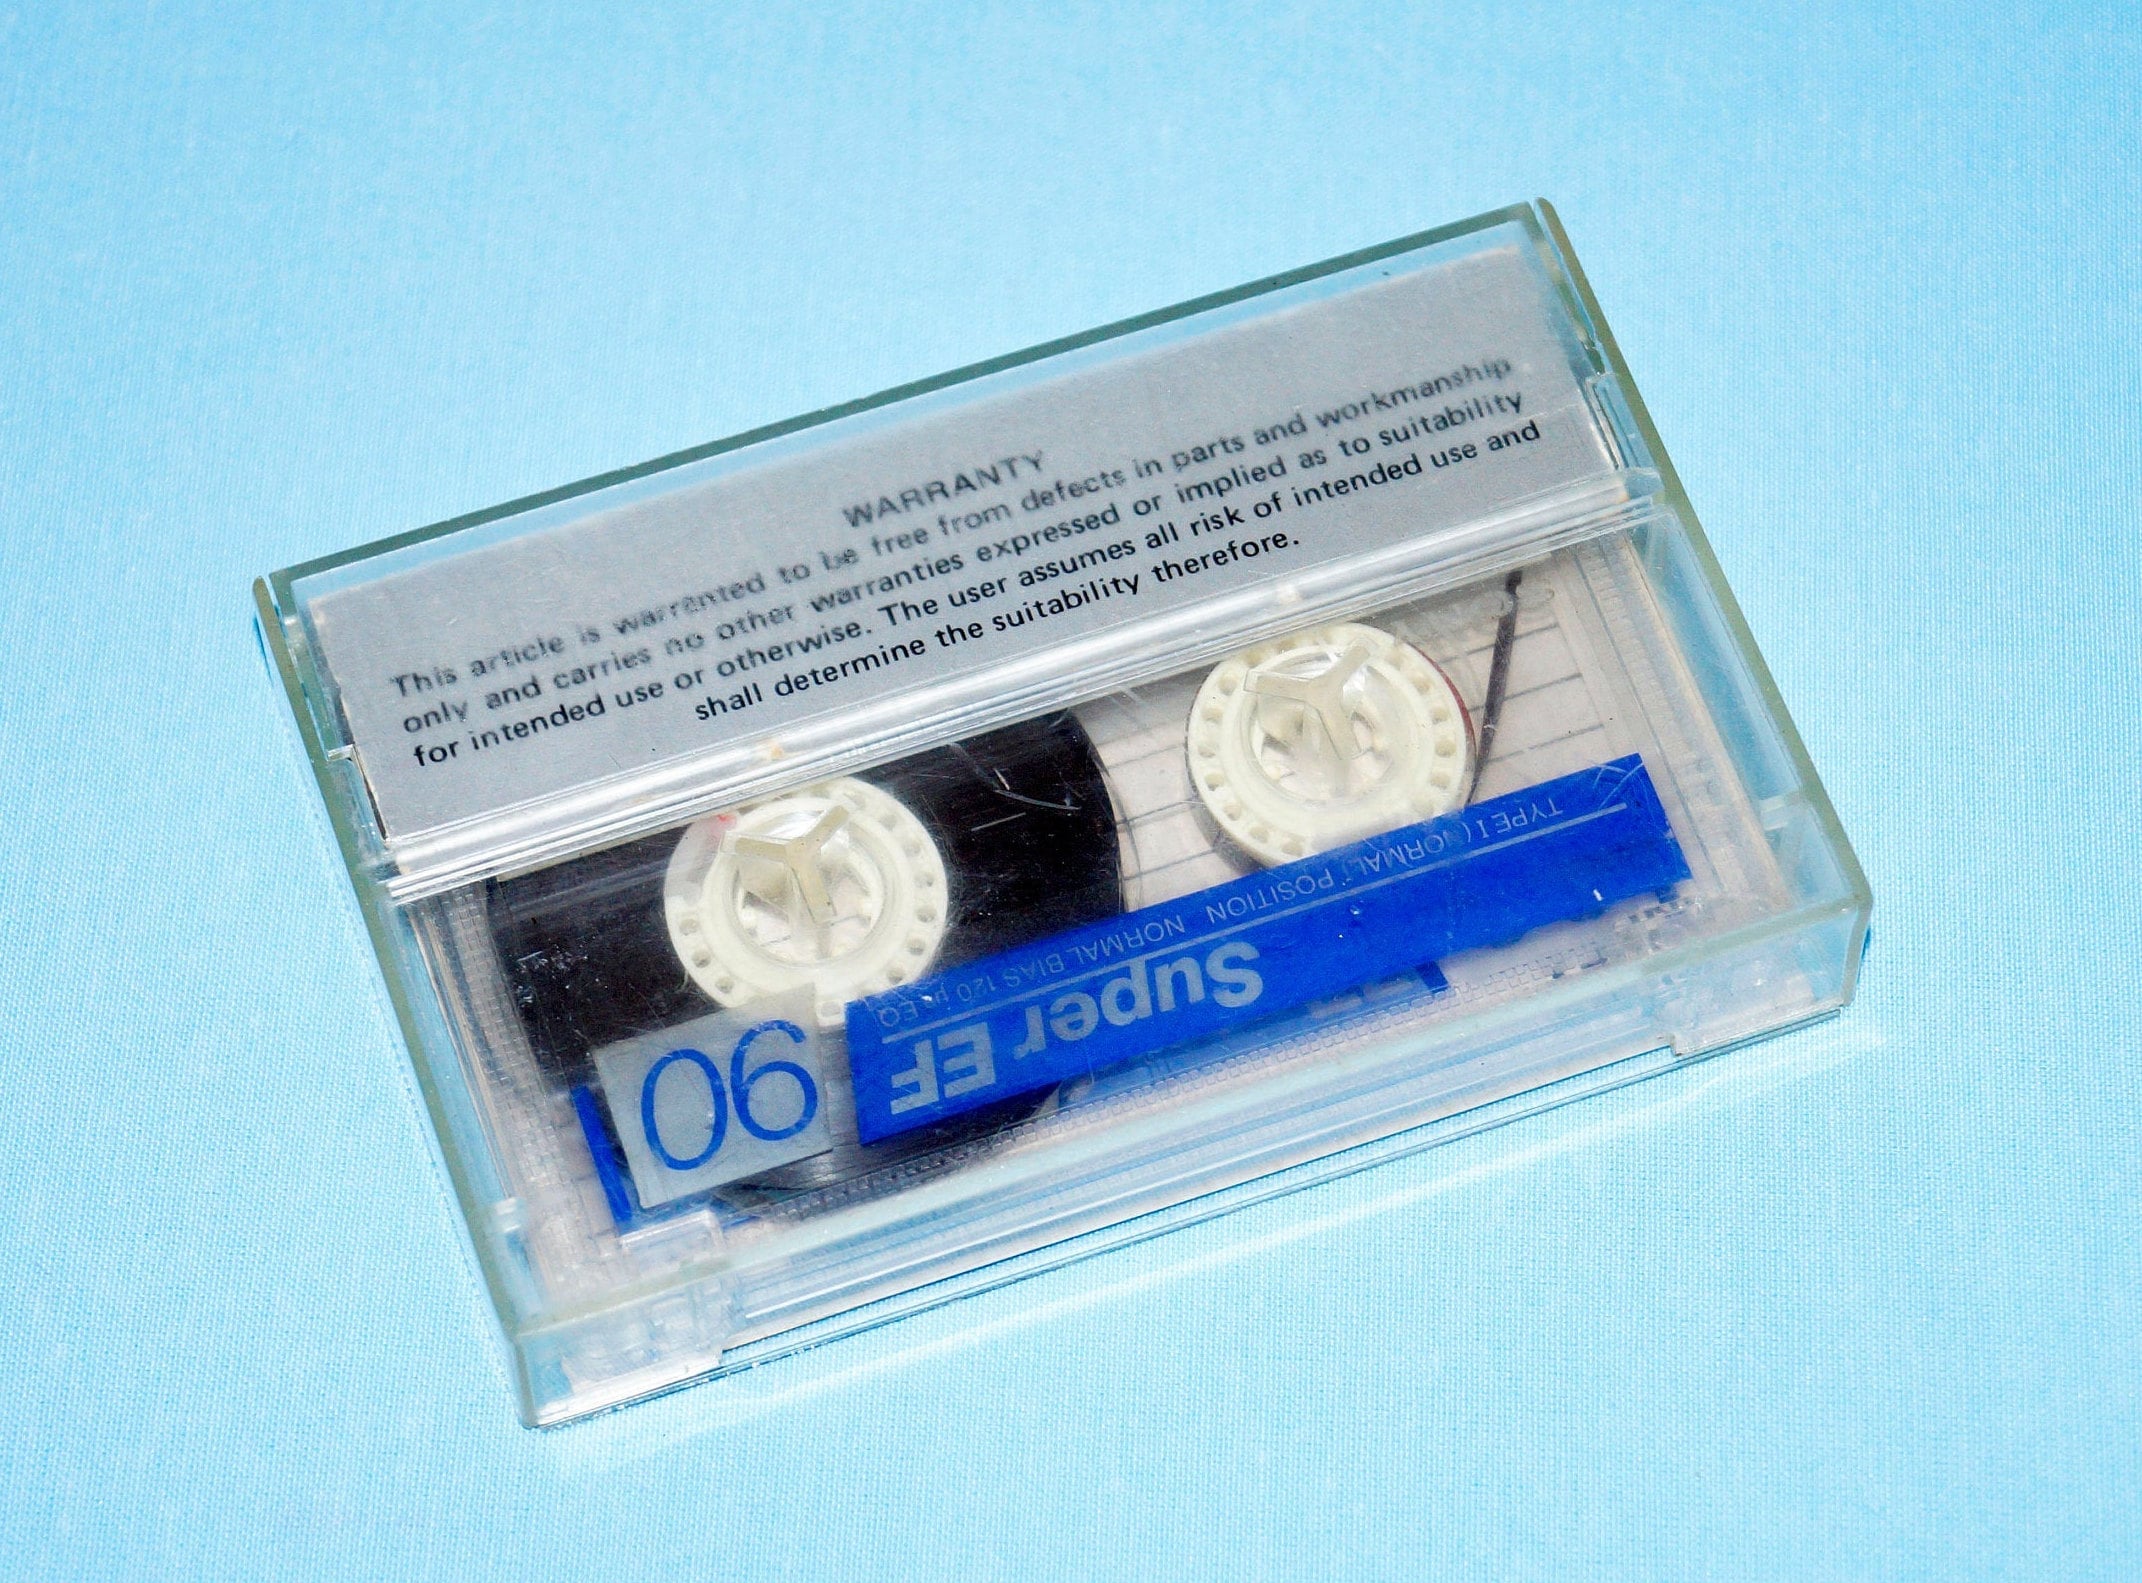 WARRANTY
This article is warranted to be free from defects in parts and workmanship
only and carries no other warranties expressed or implied as to suitability
for intended use or otherwise. The user assumes all risk of intended use and
shall determine the suitability therefore.
90
Super EF
TYPE I (NORMAL) POSITION NORMAL BIAS 120 µs EQ